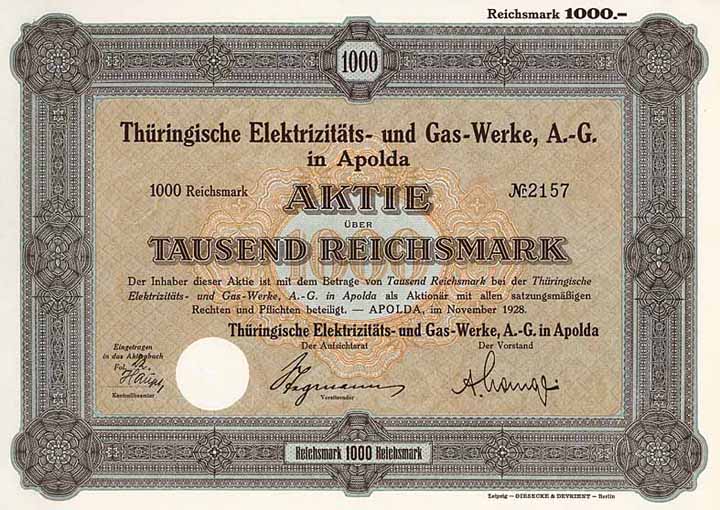 Reichsmark 1000.-
1000
Thüringische Elektrizitäts- und Gas-Werke, A.-G.
in Apolda
1000 Reichsmark
AKTIE
№ 2157
ÜBER
TAUSEND REICHSMARK
1000
Der Inhaber dieser Aktie ist mit dem Betrage von Tausend Reichsmark bei der Thüringische
Elektrizitäts- und Gas-Werke, A.-G. in Apolda als Aktionär mit allen satzungsmäßigen
Rechten und Pflichten beteiligt. — APOLDA, im November 1928.
Thüringische Elektrizitäts- und Gas-Werke, A.-G. in Apolda
Der Aufsichtsrat Der Vorstand
Eingetragen
in das Aktienbuch
Fol.
Haupt
Kontrollbeamter
Vorsitzender
Reichsmark 1000 Reichsmark
Leipzig — GIESECKE & DEVRIENT — Berlin